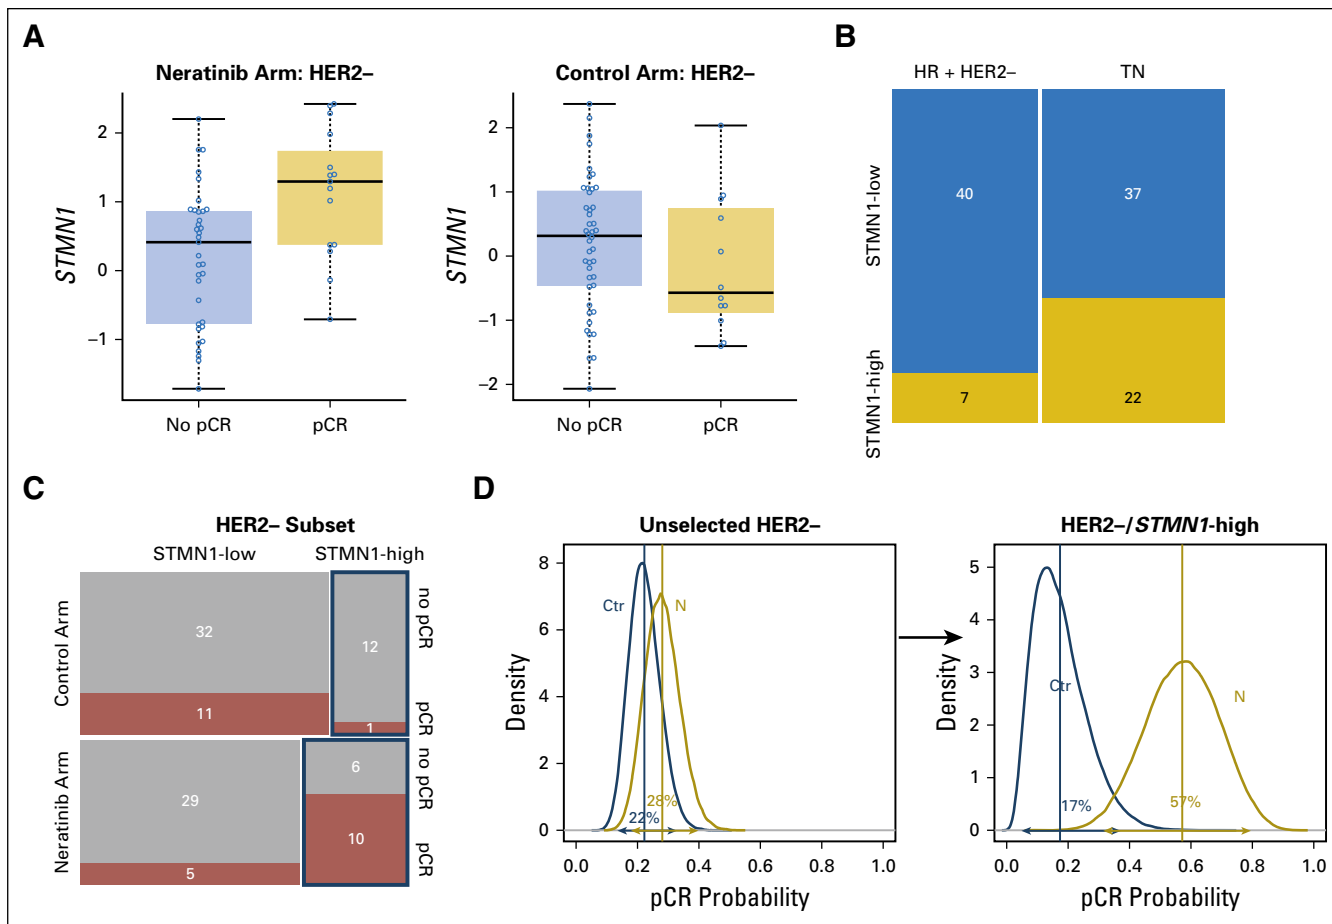 A
Neratinib Arm: HER2–
STMN1
2
1
0
–1
No pCR
pCR
Control Arm: HER2–
STMN1
2
1
0
–1
–2
No pCR
pCR
B
HR + HER2–
TN
STMN1-low
STMN1-high
40
37
7
22
C
HER2– Subset
STMN1-low
STMN1-high
Control Arm
32
12
no pCR
11
1
pCR
Neratinib Arm
29
6
no pCR
5
10
pCR
D
Unselected HER2–
Density
8
6
4
2
0
Ctr
N
28%
22%
0.0
0.2
0.4
0.6
0.8
1.0
pCR Probability
HER2–/STMN1-high
Density
5
4
3
2
1
0
Ctr
N
17%
57%
0.0
0.2
0.4
0.6
0.8
1.0
pCR Probability